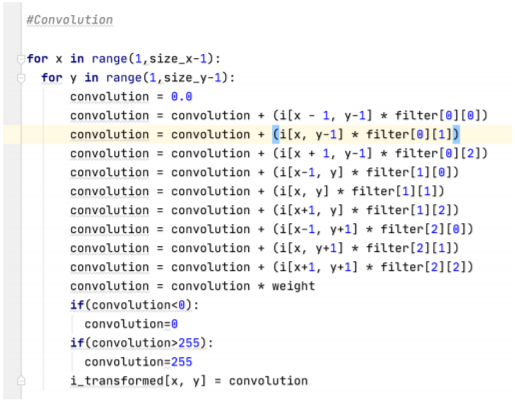 #Convolution
for x in range(1,size_x-1):
for y in range(1,size_y-1):
convolution = 0.0
convolution = convolution + (i[x - 1, y-1] * filter[0][0])
convolution = convolution + (i[x, y-1] * filter[0][1])
convolution = convolution + (i[x + 1, y-1] * filter[0][2])
convolution = convolution + (i[x-1, y] * filter[1][0])
convolution = convolution + (i[x, y] * filter[1][1])
convolution = convolution + (i[x+1, y] * filter[1][2])
convolution = convolution + (i[x-1, y+1] * filter[2][0])
convolution = convolution + (i[x, y+1] * filter[2][1])
convolution = convolution + (i[x+1, y+1] * filter[2][2])
convolution = convolution * weight
if(convolution<0):
convolution=0
if(convolution>255):
convolution=255
i_transformed[x, y] = convolution